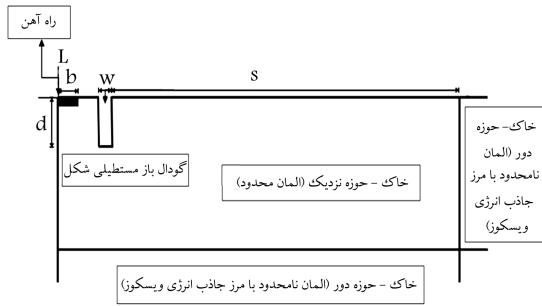 راه آهن
L
b
w
s
d
گودال باز مستطیلی شکل
خاک - حوزه نزدیک (المان محدود)
خاک- حوزه
دور (المان
نامحدود با مرز
جاذب انرژی
ویسکوز)
خاک - حوزه دور (المان نامحدود با مرز جاذب انرژی ویسکوز)